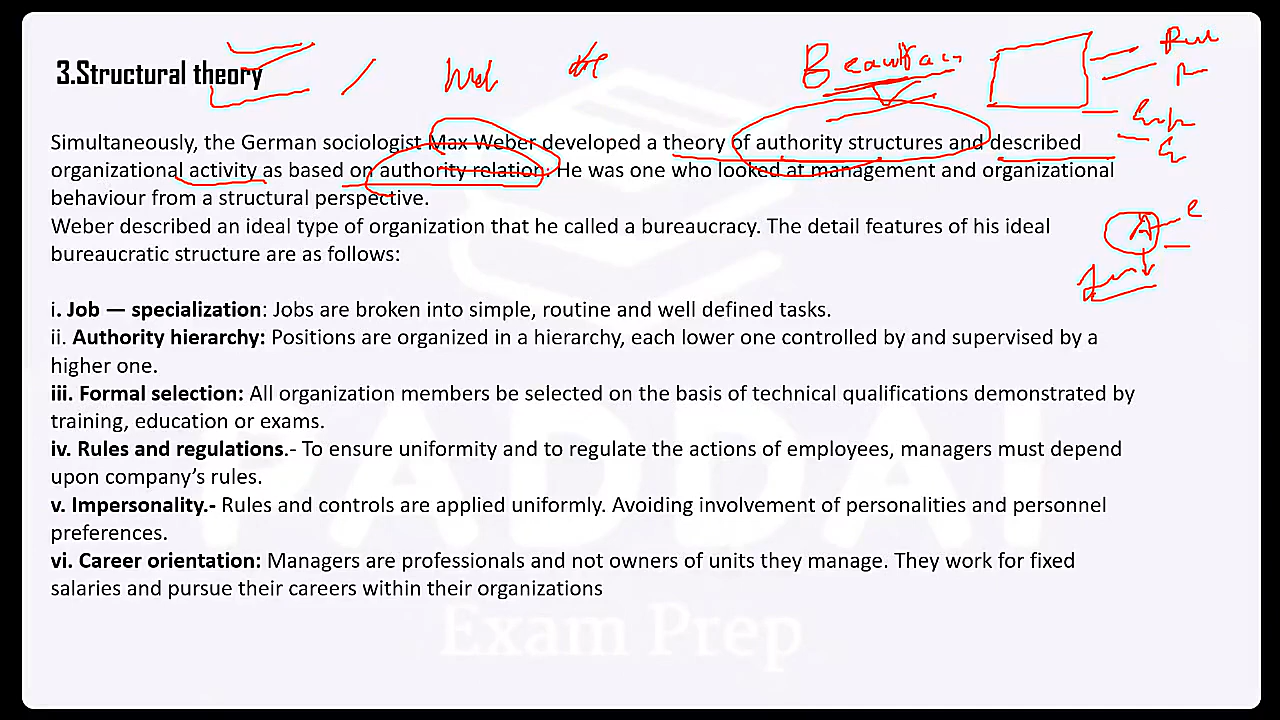 3.Structural theory
Simultaneously, the German sociologist Max Weber developed a theory of authority structures and described
organizational activity as based on authority relation: He was one who looked at management and organizational
behaviour from a structural perspective.
Weber described an ideal type of organization that he called a bureaucracy. The detail features of his ideal
bureaucratic structure are as follows:
i. Job — specialization: Jobs are broken into simple, routine and well defined tasks.
ii. Authority hierarchy: Positions are organized in a hierarchy, each lower one controlled by and supervised by a
higher one.
iii. Formal selection: All organization members be selected on the basis of technical qualifications demonstrated by
training, education or exams.
iv. Rules and regulations.- To ensure uniformity and to regulate the actions of employees, managers must depend
upon company’s rules.
v. Impersonality.- Rules and controls are applied uniformly. Avoiding involvement of personalities and personnel
preferences.
vi. Career orientation: Managers are professionals and not owners of units they manage. They work for fixed
salaries and pursue their careers within their organizations
ADDAI
Exam Prep